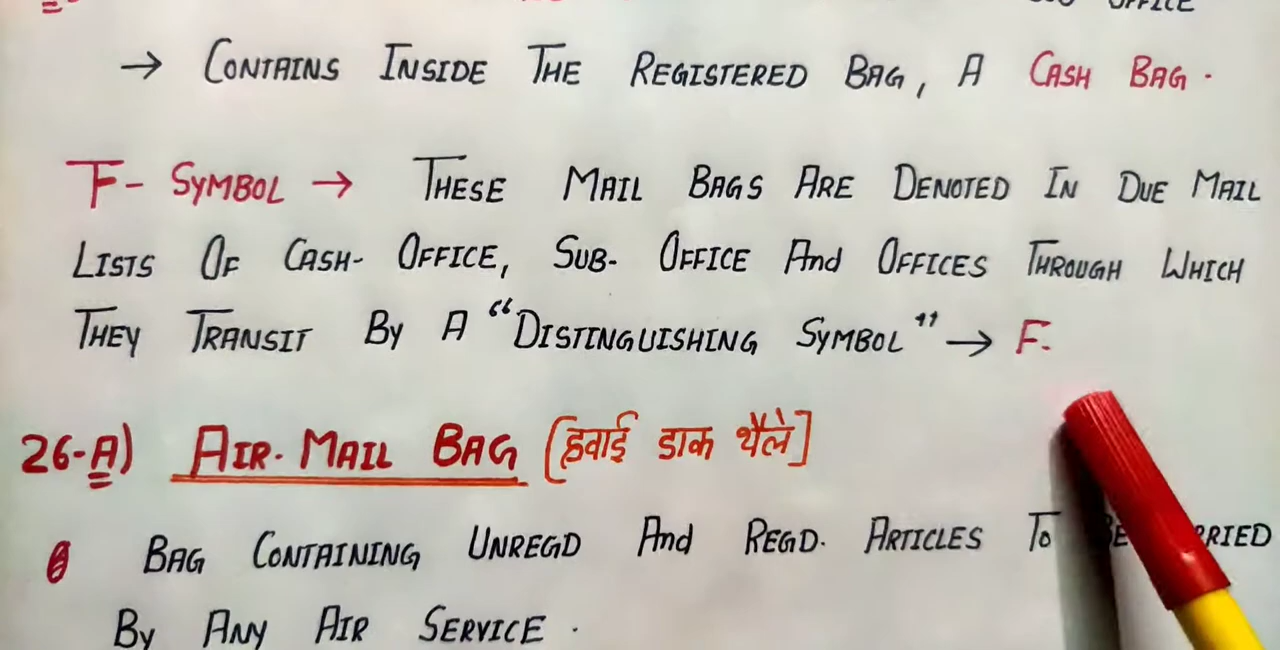 OFFICE
→ CONTAINS INSIDE THE REGISTERED BAG, A CASH BAG.
F- SYMBOL → THESE MAIL BAGS ARE DENOTED IN DUE MAIL
LISTS OF CASH- OFFICE, SUB- OFFICE And OFFICES THROUGH WHICH
THEY TRANSIT By A "DISTINGUISHING SYMBOL" → F.
26-A) AIR-MAIL BAG (हवाई डाक थैले]
BAG CONTAINING UNREGD And REGD. ARTICLES TO
By ANY AIR SERVICE.